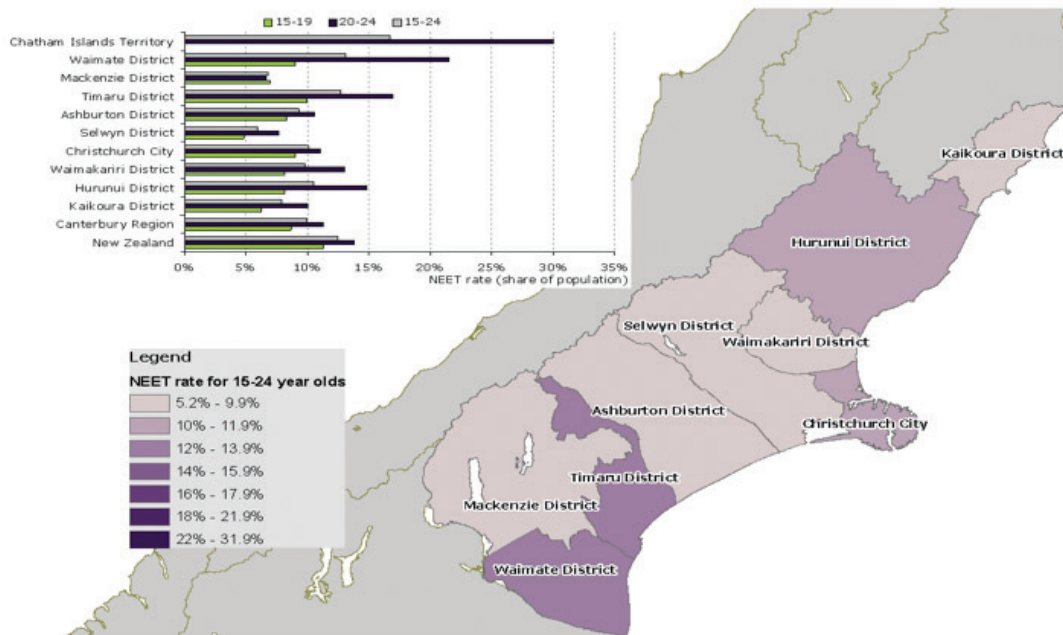 15-19 20-24 15-24
Chatham Islands Territory
Waimate District
Mackenzie District
Timaru District
Ashburton District
Selwyn District
Christchurch City
Waimakariri District
Hurunui District
Kaikoura District
Canterbury Region
New Zealand
0% 5% 10% 15% 20% 25% 30% 35%
NEET rate (share of population)
Kaikoura District
Hurunui District
Selwyn District
Waimakariri District
Ashburton District
Christchurch City
Timaru District
Mackenzie District
Waimate District
Legend
NEET rate for 15-24 year olds
5.2% - 9.9%
10% - 11.9%
12% - 13.9%
14% - 15.9%
16% - 17.9%
18% - 21.9%
22% - 31.9%